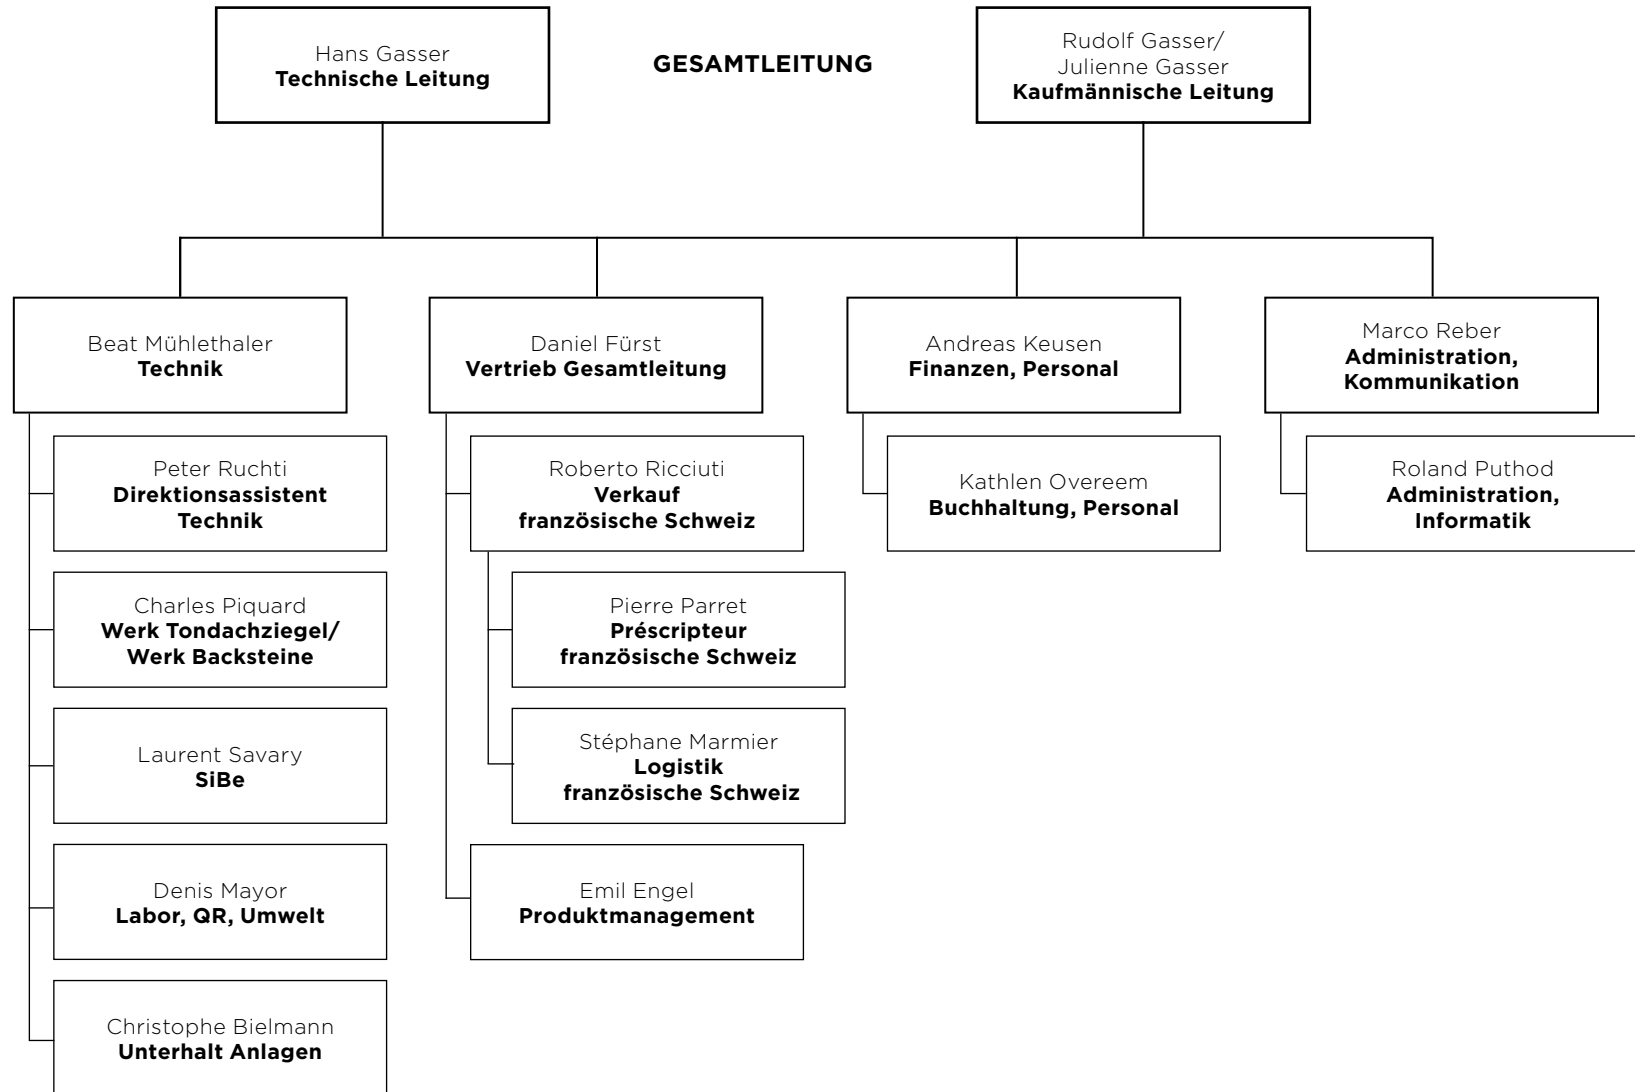 Hans Gasser
Technische Leitung
GESAMTLEITUNG
Rudolf Gasser/
Julienne Gasser
Kaufmännische Leitung
Beat Mühlethaler
Technik
Daniel Fürst
Vertrieb Gesamtleitung
Andreas Keusen
Finanzen, Personal
Marco Reber
Administration,
Kommunikation
Peter Ruchti
Direktionsassistent
Technik
Charles Piquard
Werk Tondachziegel/
Werk Backsteine
Laurent Savary
SiBe
Denis Mayor
Labor, QR, Umwelt
Christophe Bielmann
Unterhalt Anlagen
Roberto Ricciuti
Verkauf
französische Schweiz
Pierre Parret
Préscripteur
französische Schweiz
Stéphane Marmier
Logistik
französische Schweiz
Emil Engel
Produktmanagement
Kathlen Overeem
Buchhaltung, Personal
Roland Puthod
Administration,
Informatik